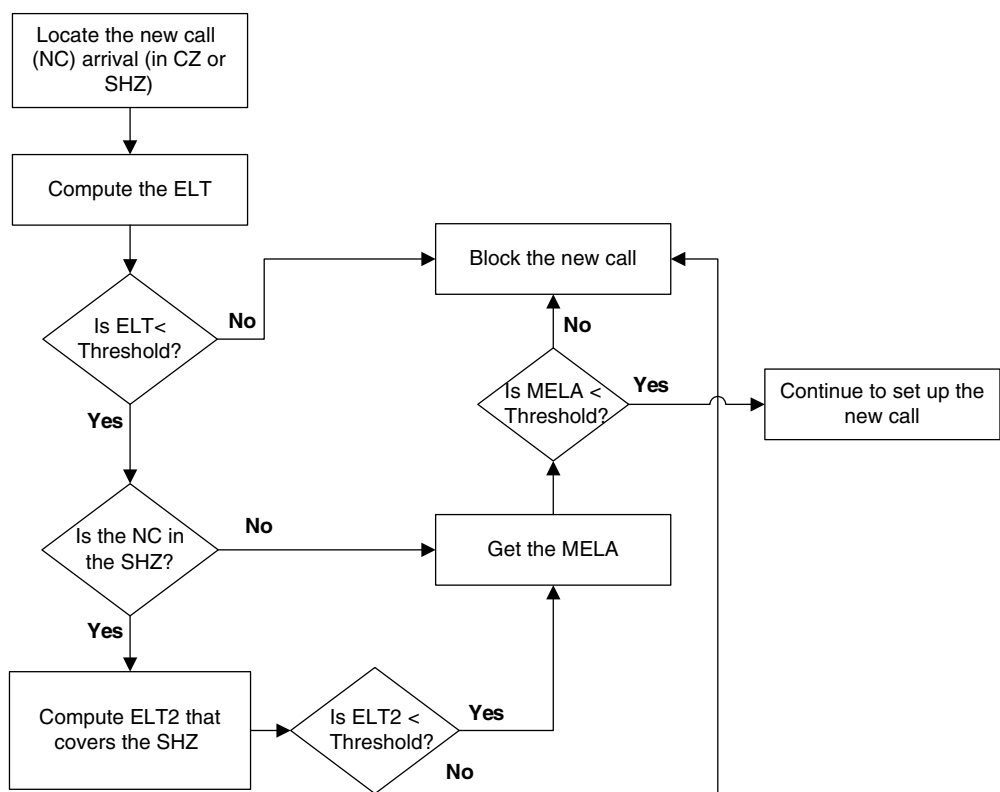 Locate the new call
(NC) arrival (in CZ or
SHZ)
Compute the ELT
Block the new call
Is ELT<
Threshold?
No
No
Is MELA <
Threshold?
Yes
Continue to set up the
new call
Yes
Is the NC in
the SHZ?
No
Get the MELA
Yes
Compute ELT2 that
covers the SHZ
Is ELT2 <
Threshold?
Yes
No